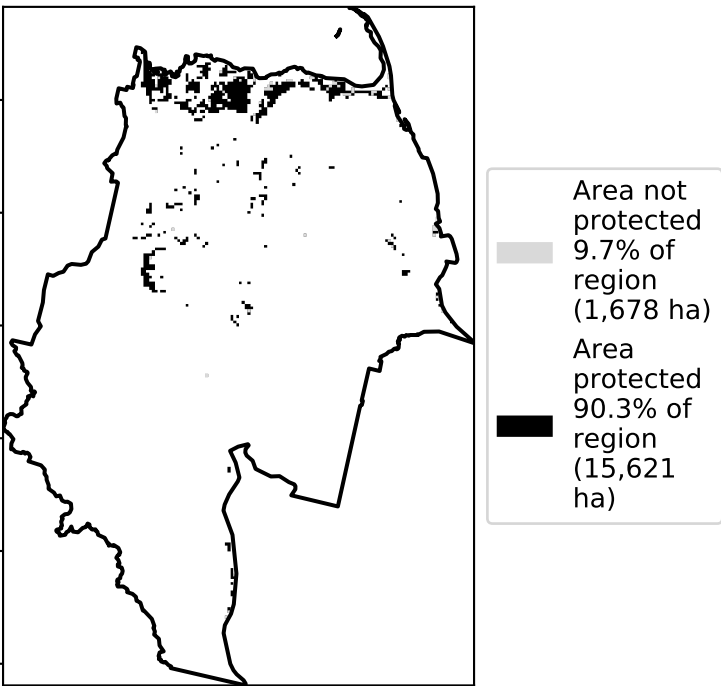 Area not
protected
9.7% of
region
(1,678 ha)
Area
protected
90.3% of
region
(15,621
ha)